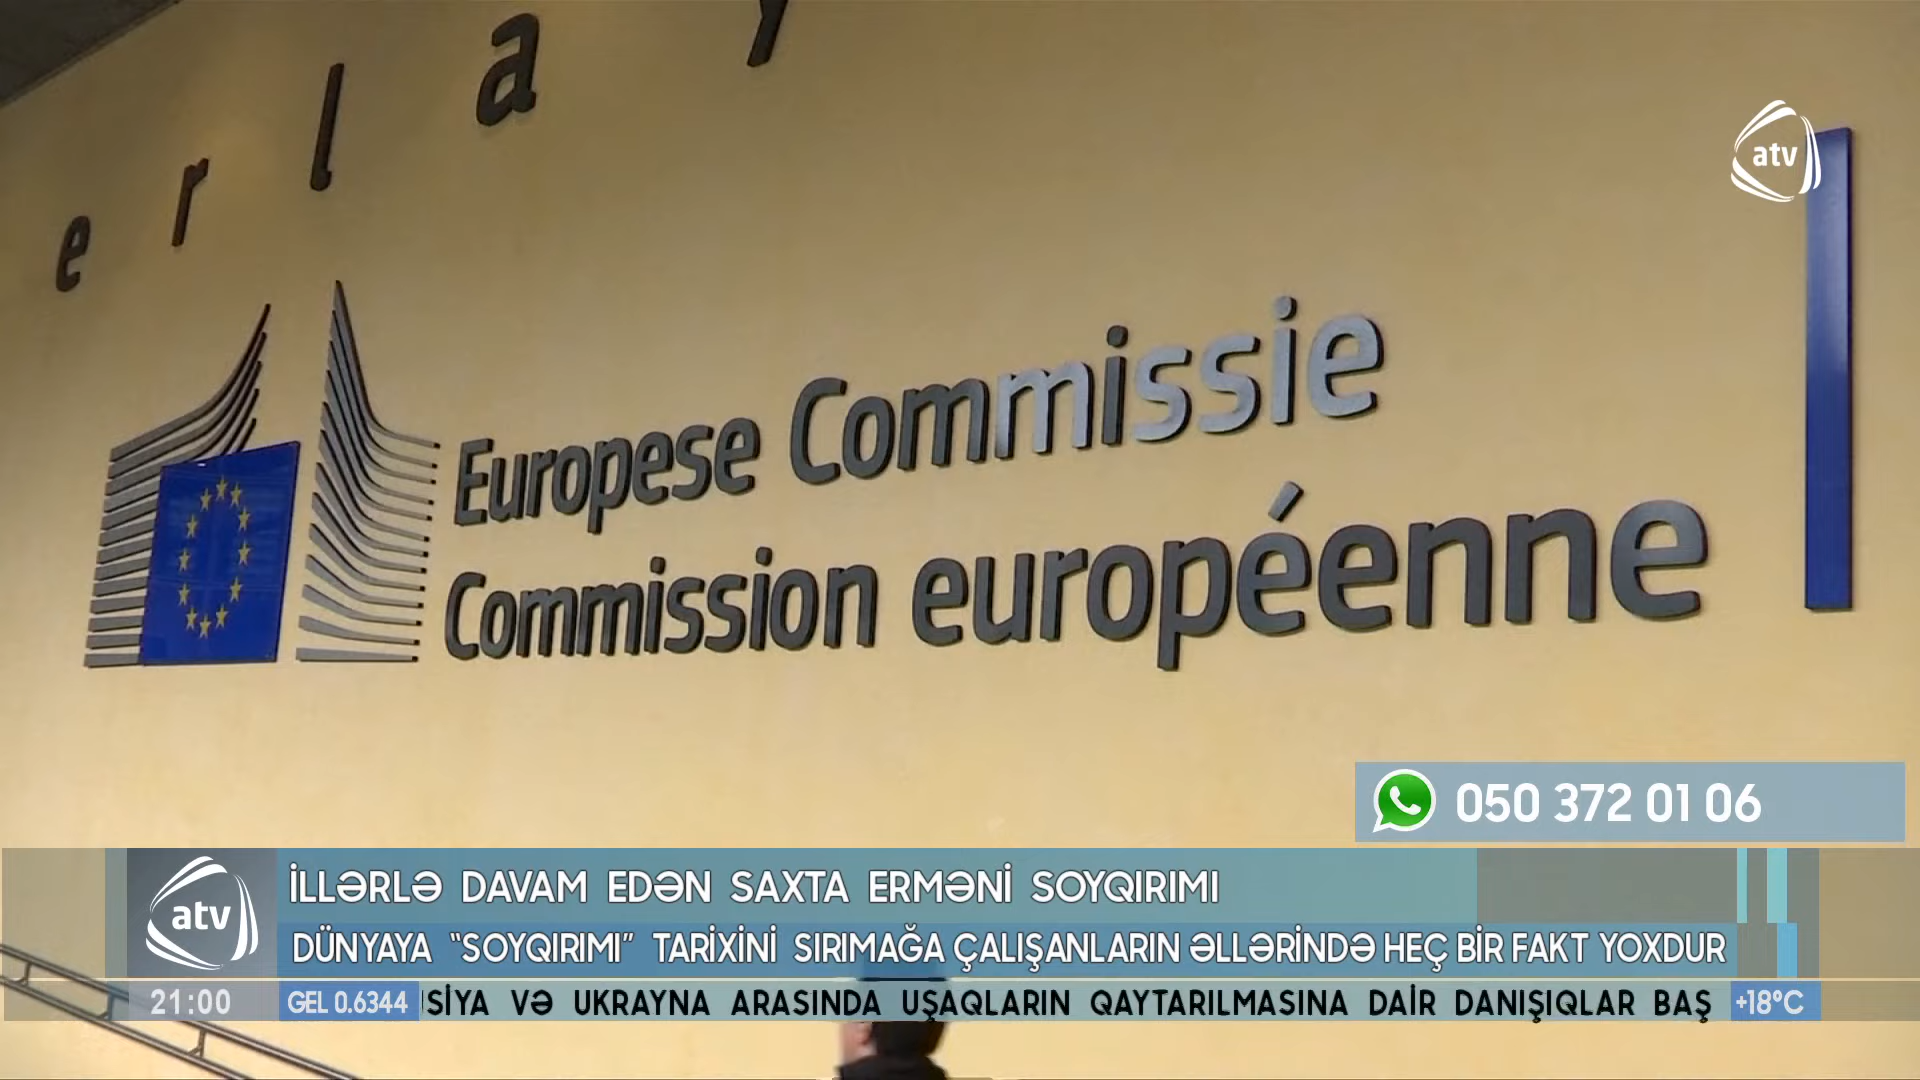 e r l a y
atv
Europese Commissie
Commission européenne
050 372 01 06
atv
İLLƏRLƏ DAVAM EDƏN SAXTA ERMƏNİ SOYQIRIMI
DÜNYAYA “SOYQIRIMI” TARİXİNİ SIRIMAĞA ÇALIŞANLARIN ƏLLƏRİNDƏ HEÇ BİR FAKT YOXDUR
21:00 GEL 0.6344 SİYA VƏ UKRAYNA ARASINDA UŞAQLARIN QAYTARILMASINA DAİR DANIŞIQLAR BAŞ +18°C